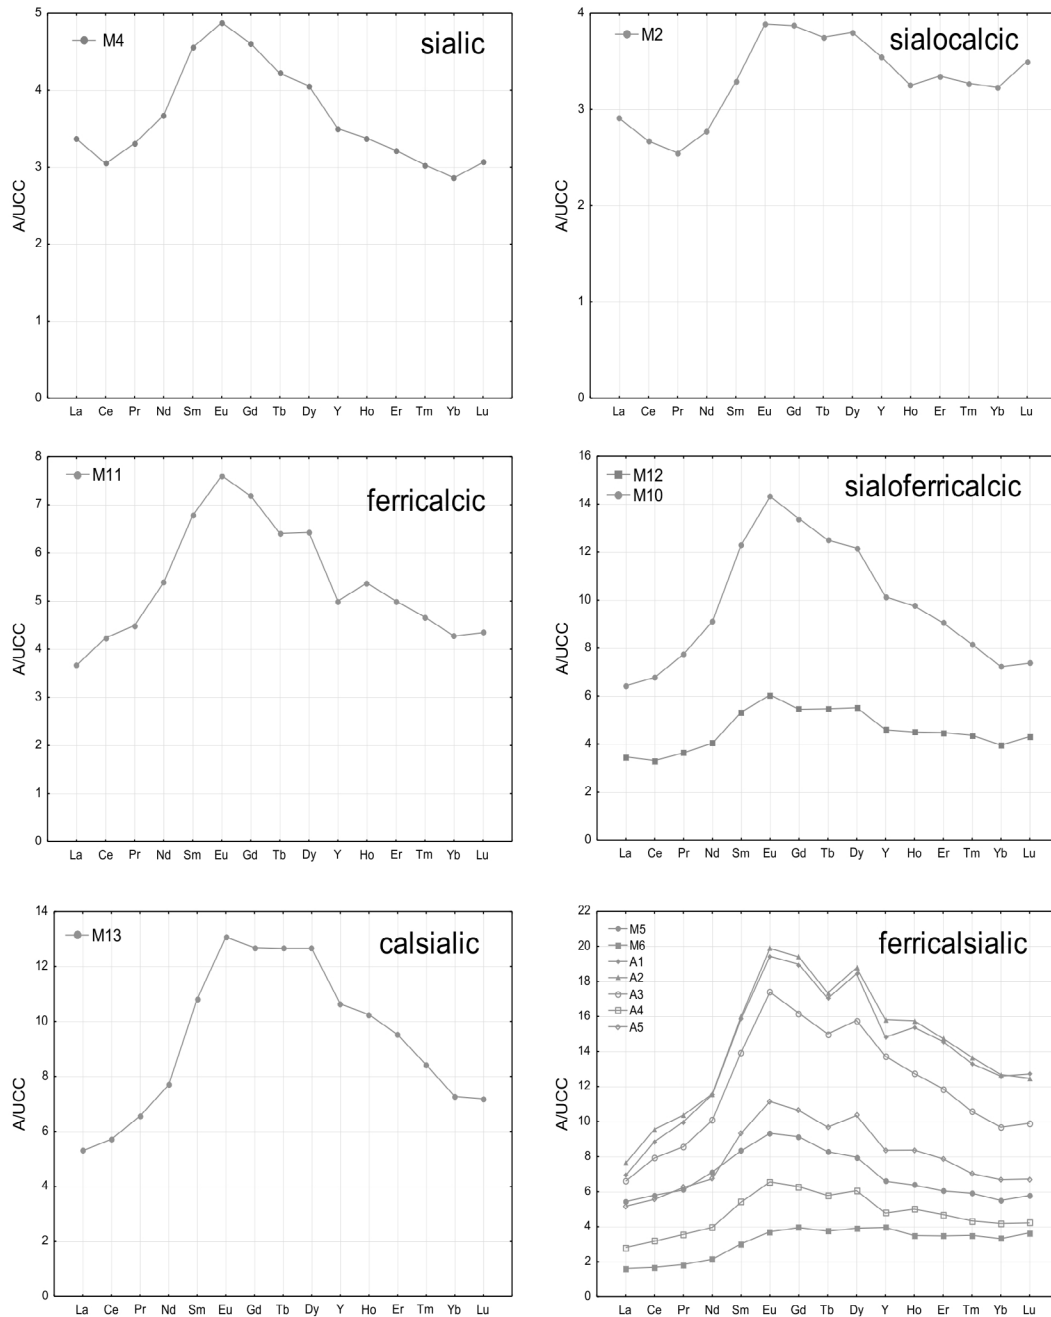 M4
sialic
5
4
3
2
1
0
A/UCC
La Ce Pr Nd Sm Eu Gd Tb Dy Y Ho Er Tm Yb Lu
M2
sialocalcic
4
3
2
1
0
A/UCC
La Ce Pr Nd Sm Eu Gd Tb Dy Y Ho Er Tm Yb Lu
M11
ferricalcic
8
7
6
5
4
3
2
1
0
A/UCC
La Ce Pr Nd Sm Eu Gd Tb Dy Y Ho Er Tm Yb Lu
M12
M10
sialoferricalcic
16
14
12
10
8
6
4
2
0
A/UCC
La Ce Pr Nd Sm Eu Gd Tb Dy Y Ho Er Tm Yb Lu
M13
calsialic
14
12
10
8
6
4
2
0
A/UCC
La Ce Pr Nd Sm Eu Gd Tb Dy Y Ho Er Tm Yb Lu
M5
M6
A1
A2
A3
A4
A5
ferricalsialic
22
20
18
16
14
12
10
8
6
4
2
0
A/UCC
La Ce Pr Nd Sm Eu Gd Tb Dy Y Ho Er Tm Yb Lu